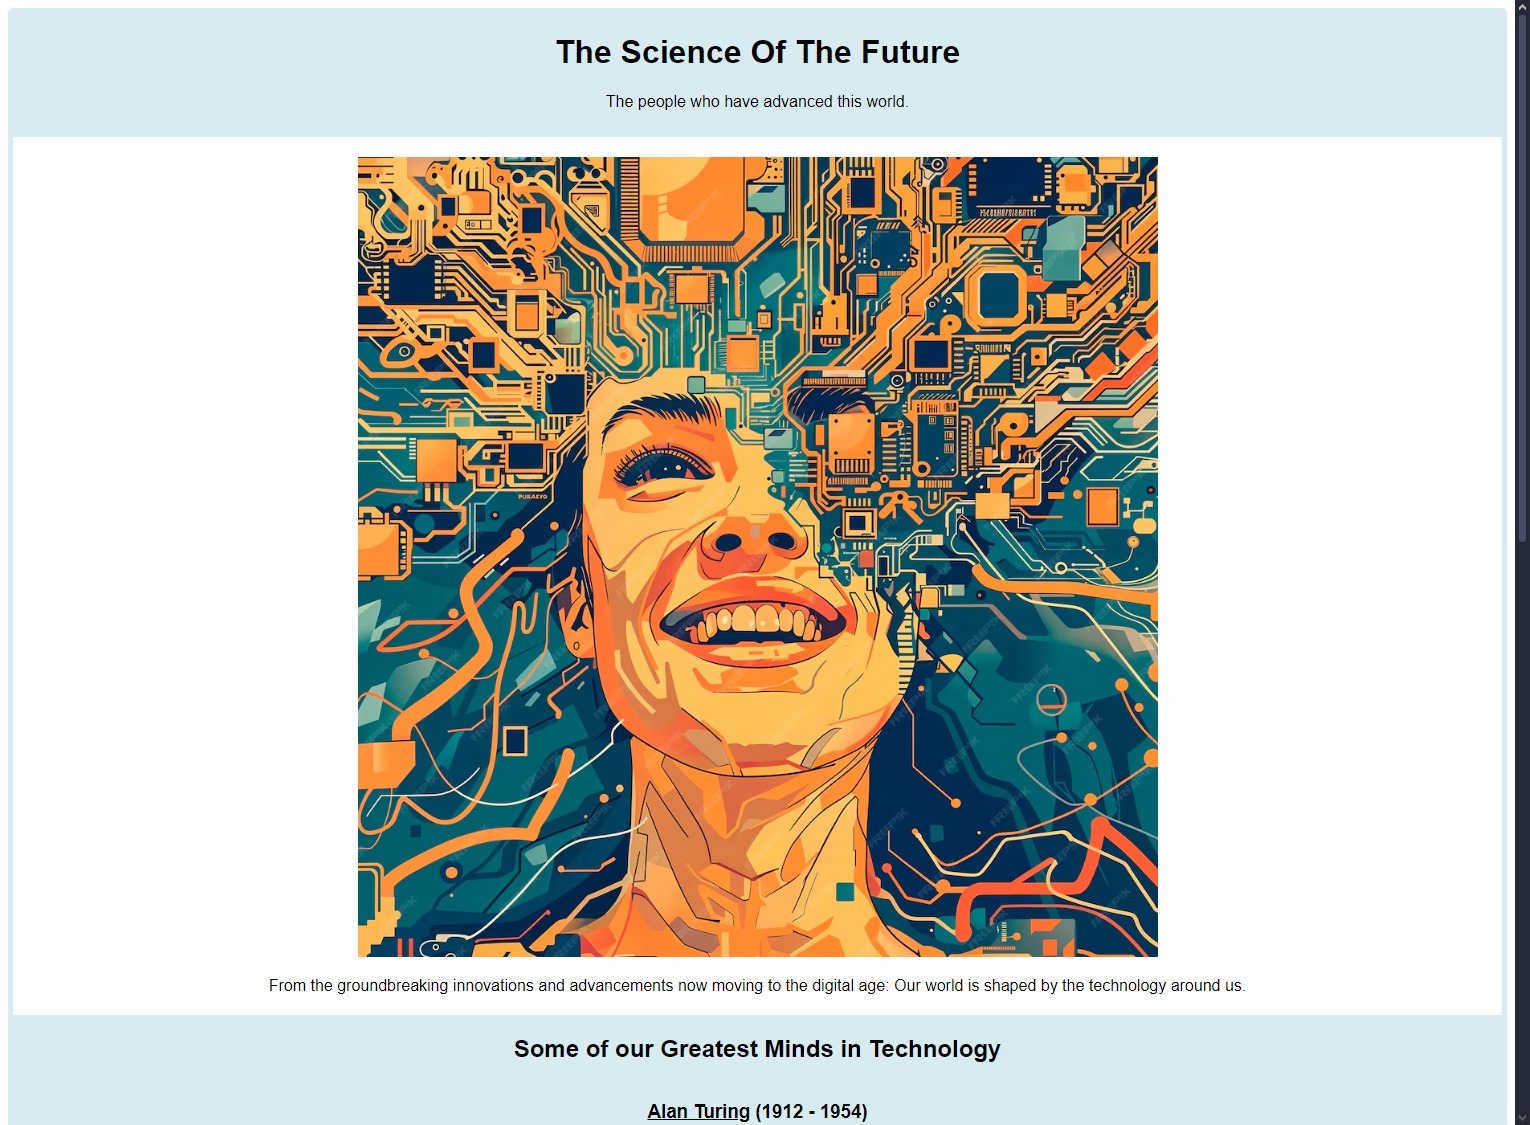 The Science Of The Future
The people who have advanced this world.
From the groundbreaking innovations and advancements now moving to the digital age: Our world is shaped by the technology around us.
Some of our Greatest Minds in Technology
Alan Turing (1912 - 1954)